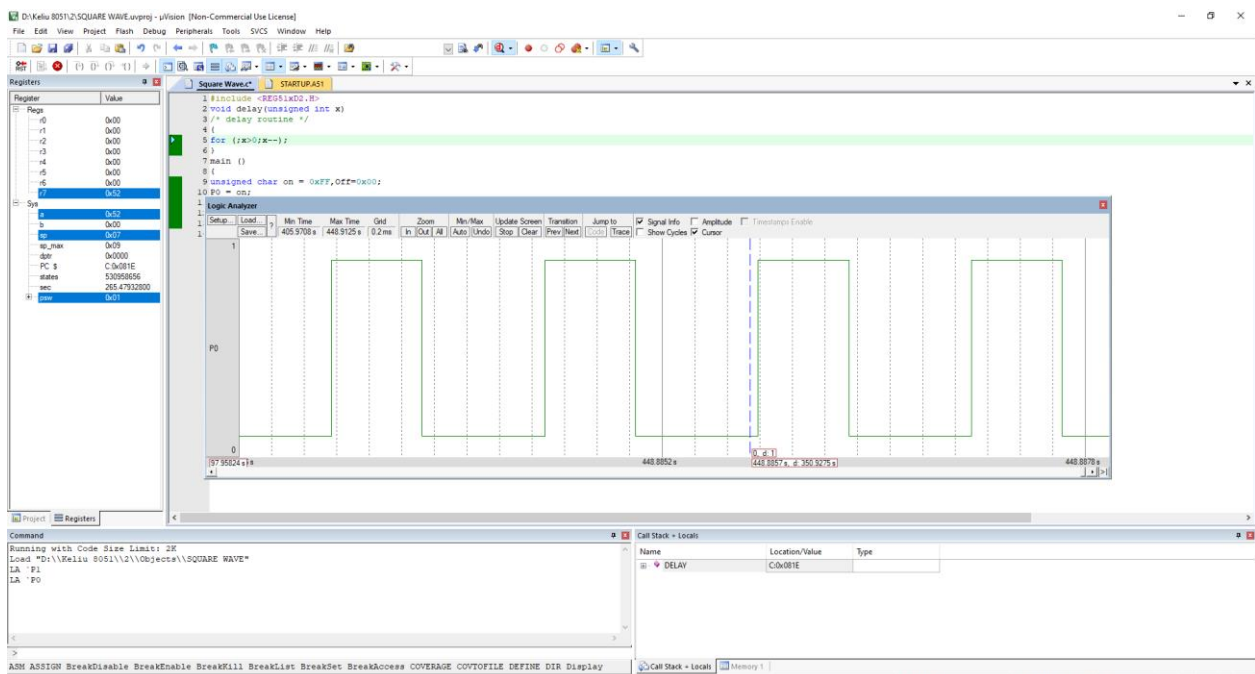 D:\Keliu 8051\2\SQUARE WAVE.uvproj - µVision [Non-Commercial Use License]
File Edit View Project Flash Debug Peripherals Tools SVCS Window Help
Registers
Register Value
Regs
r0 0x00
r1 0x00
r2 0x00
r3 0x00
r4 0x00
r5 0x00
r6 0x00
r7 0x52
Sys
a 0x52
b 0x00
sp 0x07
sp_max 0x09
dptr 0x0000
PC $ C:0x081E
states 530958656
sec 265.47932800
psw 0x01
Project Registers
Square Wave.c* STARTUP.A51
1 #include <REG51xD2.H>
2 void delay(unsigned int x)
3 /* delay routine */
4 {
5 for (;x>0;x--);
6 }
7 main ()
8 {
9 unsigned char on = 0xFF,Off=0x00;
10 P0 = on;
Logic Analyzer
Setup... Load... ? Min Time Max Time Grid Zoom Min/Max Update Screen Transition Jump to Signal Info Amplitude Timestamps Enable
Save... 405.9708 s 448.9125 s 0.2 ms In Out All Auto Undo Stop Clear Prev Next Code Trace Show Cycles Cursor
1
P0
0
0, d: 1
97.95824 s 448.8852 s 448.8857 s, d: 350.9275 s 448.8878 s
Command
Running with Code Size Limit: 2K
Load "D:\\Keliu 8051\\2\\Objects\\SQUARE WAVE"
LA `P1
LA `P0
>
ASM ASSIGN BreakDisable BreakEnable BreakKill BreakList BreakSet BreakAccess COVERAGE COVTOFILE DEFINE DIR Display
Call Stack + Locals
Name Location/Value Type
DELAY C:0x081E
Call Stack + Locals Memory 1